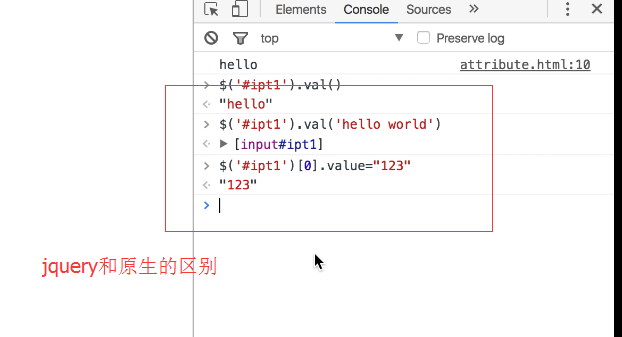 Elements Console Sources
top Preserve log
hello attribute.html:10
$('#ipt1').val()
"hello"
$('#ipt1').val('hello world')
[input#ipt1]
$('#ipt1')[0].value="123"
"123"
jquery和原生的区别